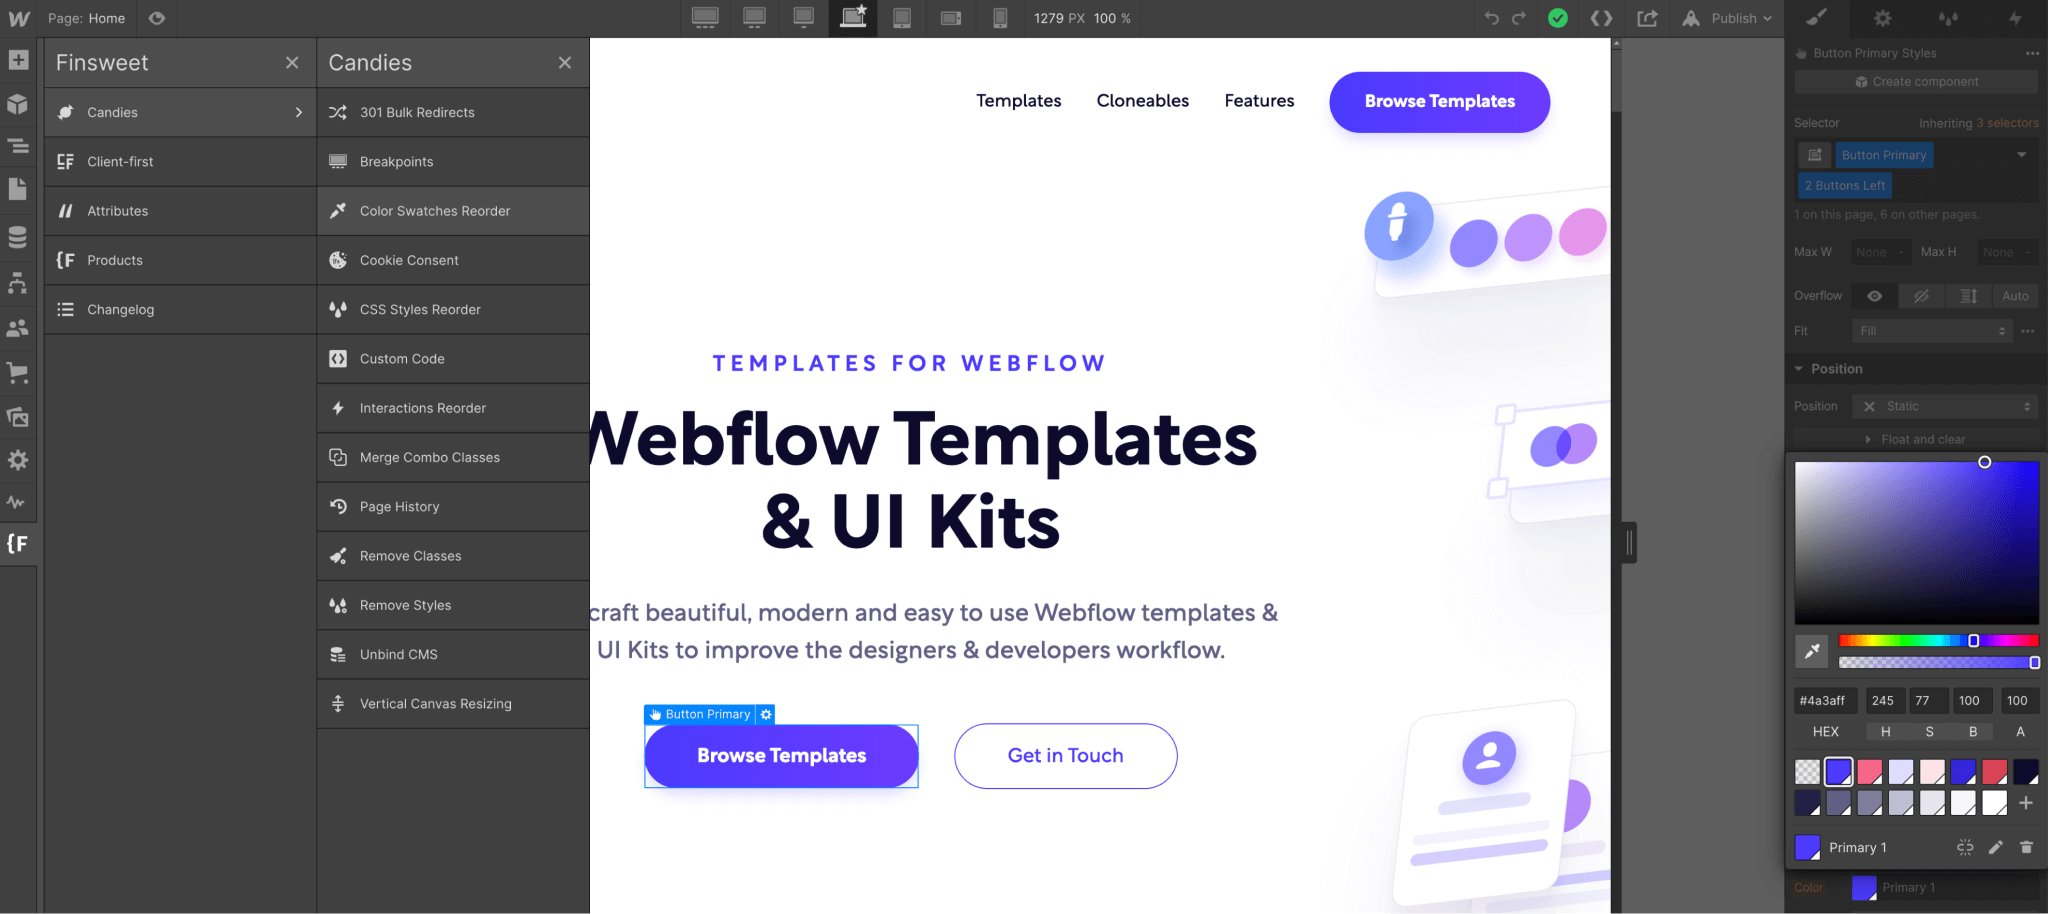 Page: Home
1279 PX 100 %
Publish
Finsweet
Candies
Client-first
Attributes
Products
Changelog
Candies
301 Bulk Redirects
Breakpoints
Color Swatches Reorder
Cookie Consent
CSS Styles Reorder
Custom Code
Interactions Reorder
Merge Combo Classes
Page History
Remove Classes
Remove Styles
Unbind CMS
Vertical Canvas Resizing
Templates Cloneables Features Browse Templates
TEMPLATES FOR WEBFLOW
Webflow Templates
& UI Kits
craft beautiful, modern and easy to use Webflow templates &
UI Kits to improve the designers & developers workflow.
Button Primary
Browse Templates
Get in Touch
Button Primary Styles
Create component
Selector Inheriting 3 selectors
Button Primary
2 Buttons Left
1 on this page, 6 on other pages.
Max W None - Max H None -
Overflow Auto
Fit Fill
Position
Position Static
Float and clear
#4a3aff 245 77 100 100
HEX H S B A
Primary 1
Color Primary 1